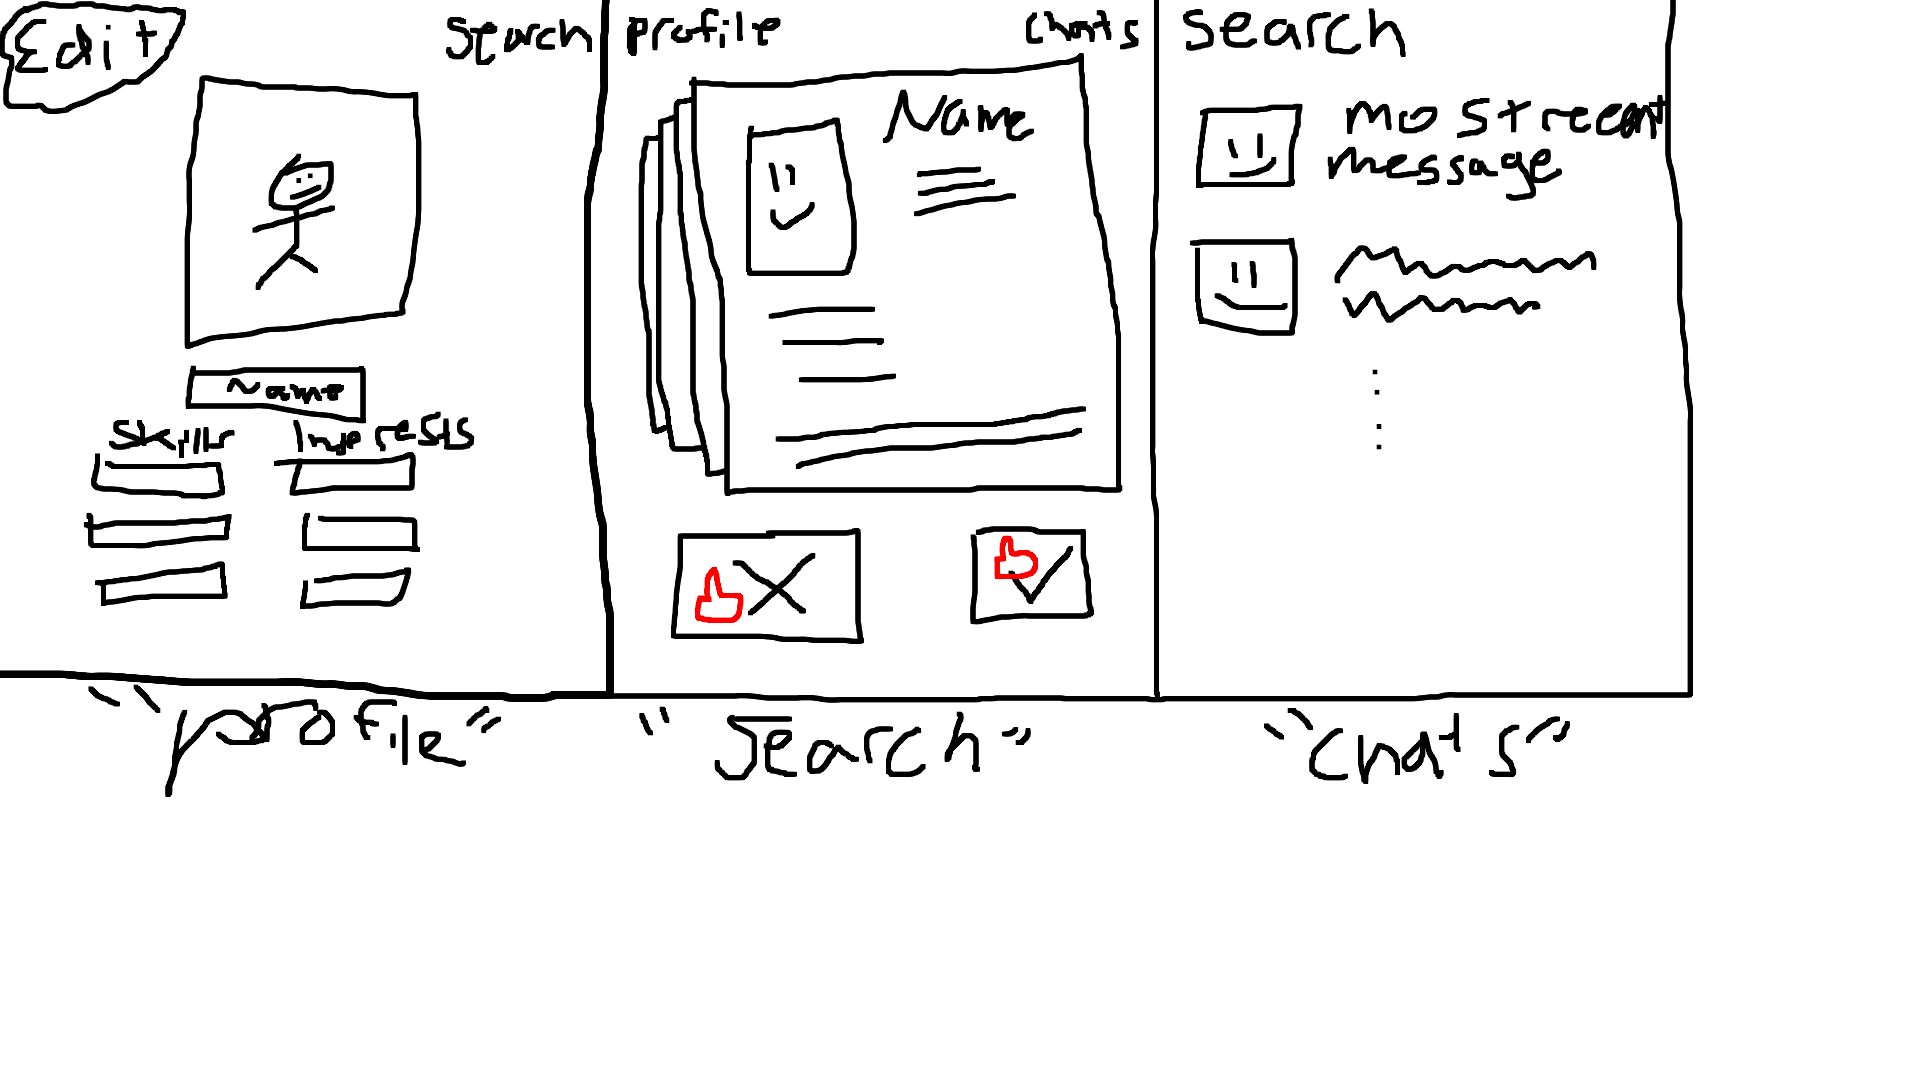 Edit
Search
Name
Skills
Interests
"profile"
profile
chats
Name
"Search"
Search
most recent
message
"chats"